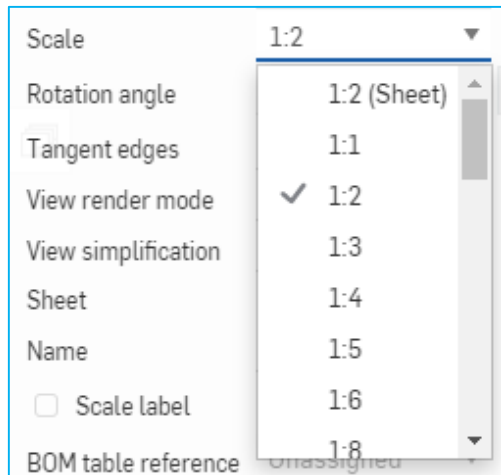 Scale 1:2
1:2 (Sheet)
Rotation angle
1:1
Tangent edges
1:2
View render mode
1:3
View simplification
1:4
Sheet
1:5
Name
1:6
Scale label
1:8
BOM table reference Unassigned